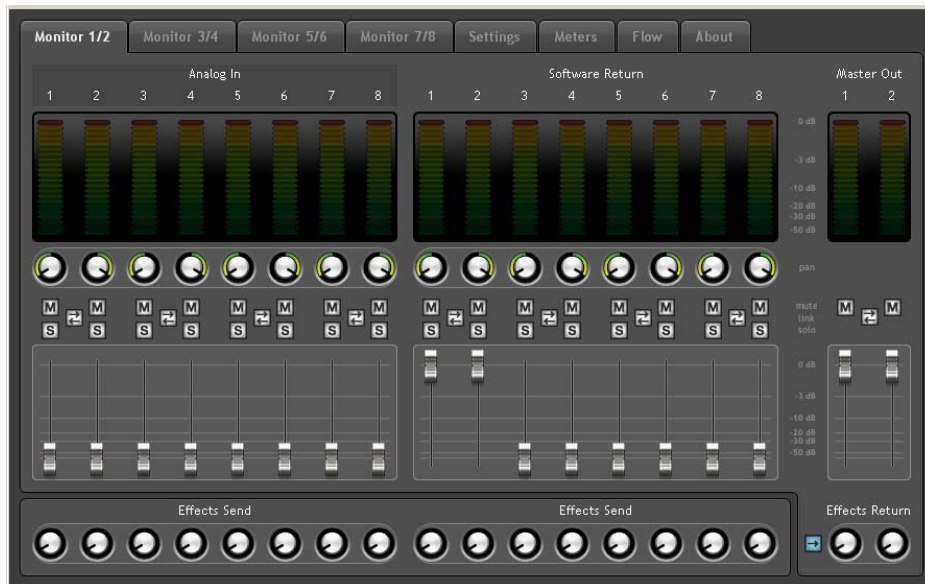 Monitor 1/2 Monitor 3/4 Monitor 5/6 Monitor 7/8 Settings Meters Flow About
Analog In Software Return Master Out
1 2 3 4 5 6 7 8 1 2 3 4 5 6 7 8 1 2
0 dB
-3 dB
-10 dB
-20 dB
-30 dB
-50 dB
pan
M M M M M M M M M M M M M M M M mute M M
link
S S S S S S S S S S S S S S S S solo
0 dB
-3 dB
-10 dB
-20 dB
-30 dB
-50 dB
Effects Send Effects Send Effects Return